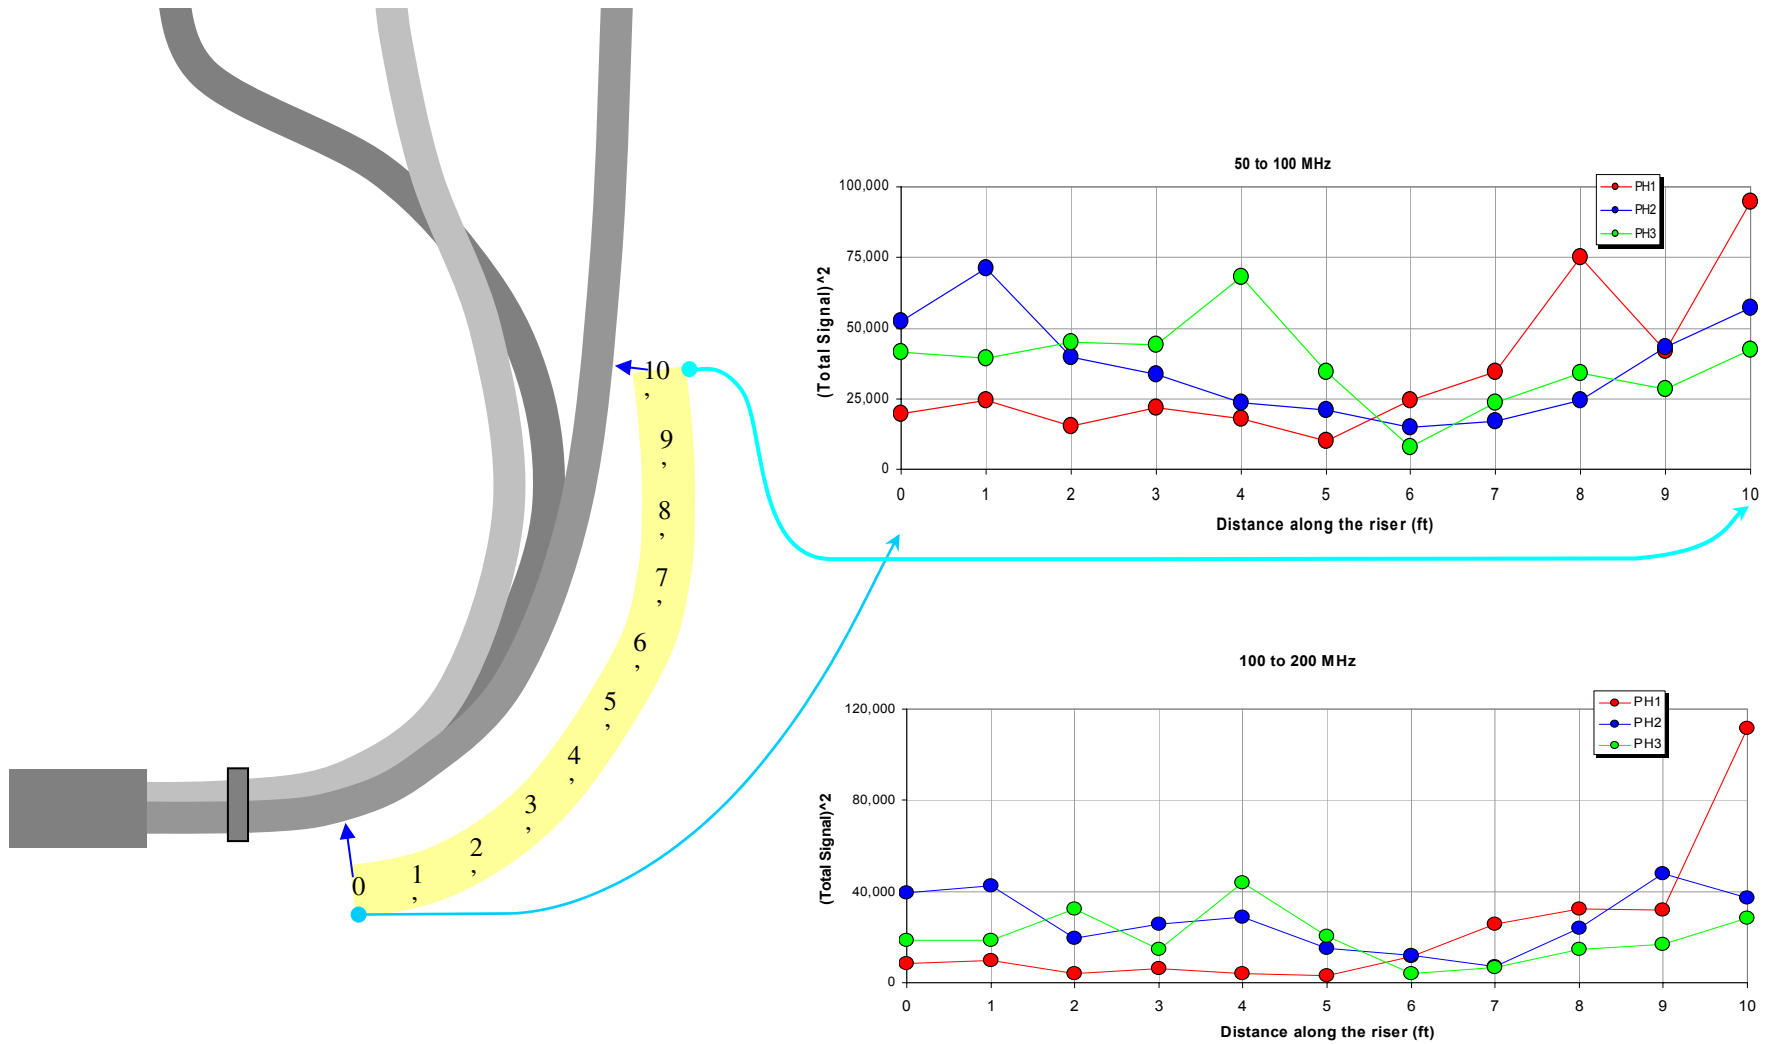 10,
9,
8,
7,
6,
5,
4,
3,
2,
1,
0
50 to 100 MHz
PH1
PH2
PH3
100,000
75,000
50,000
25,000
0
(Total Signal)^2
0 1 2 3 4 5 6 7 8 9 10
Distance along the riser (ft)
100 to 200 MHz
PH1
PH2
PH3
120,000
80,000
40,000
0
(Total Signal)^2
0 1 2 3 4 5 6 7 8 9 10
Distance along the riser (ft)